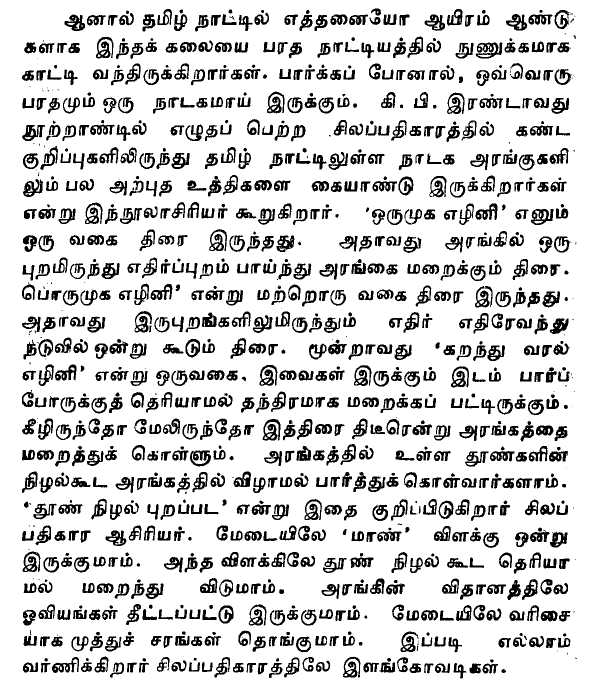 ஆனால் தமிழ் நாட்டில் எத்தனையோ ஆயிரம் ஆண்டு
களாக இந்தக் கலையை பரத நாட்டியத்தில் நுணுக்கமாக
காட்டி வந்திருக்கிறார்கள். பார்க்கப் போனால், ஒவ்வொரு
பரதமும் ஒரு நாடகமாய் இருக்கும். கி. பி. இரண்டாவது
நூற்றாண்டில் எழுதப் பெற்ற சிலப்பதிகாரத்தில் கண்ட
குறிப்புகளிலிருந்து தமிழ் நாட்டிலுள்ள நாடக அரங்குகளி
லும் பல அற்புத உத்திகளை கையாண்டு இருக்கிறார்கள்
என்று இந்நூலாசிரியர் கூறுகிறார். ‘ஒருமுக எழினி’ எனும்
ஒரு வகை திரை இருந்தது. அதாவது அரங்கில் ஒரு
புறமிருந்து எதிர்ப்புறம் பாய்ந்து அரங்கை மறைக்கும் திரை.
பொருமுக எழினி’ என்று மற்றொரு வகை திரை இருந்தது.
அதாவது இருபுறங்களிலுமிருந்தும் எதிர் எதிரேவந்து
நடுவில் ஒன்று கூடும் திரை. மூன்றாவது ‘கறந்து வரல்
எழினி’ என்று ஒருவகை. இவைகள் இருக்கும் இடம் பார்ப்
போருக்குத் தெரியாமல் தந்திரமாக மறைக்கப் பட்டிருக்கும்.
கீழிருந்தோ மேலிருந்தோ இத்திரை திடீரென்று அரங்கத்தை
மறைத்துக் கொள்ளும். அரங்கத்தில் உள்ள தூண்களின்
நிழல்கூட அரங்கத்தில் விழாமல் பார்த்துக் கொள்வார்களாம்.
‘தூண் நிழல் புறப்பட’ என்று இதை குறிப்பிடுகிறார் சிலப்
பதிகார ஆசிரியர். மேடையிலே ‘மாண்’ விளக்கு ஒன்று
இருக்குமாம். அந்த விளக்கிலே தூண் நிழல் கூட தெரியா
மல் மறைந்து விடுமாம். அரங்கின் விதானத்திலே
ஓவியங்கள் தீட்டப்பட்டு இருக்குமாம். மேடையிலே வரிசை
யாக முத்துச் சரங்கள் தொங்குமாம். இப்படி எல்லாம்
வர்ணிக்கிறார் சிலப்பதிகாரத்திலே இளங்கோவடிகள்.